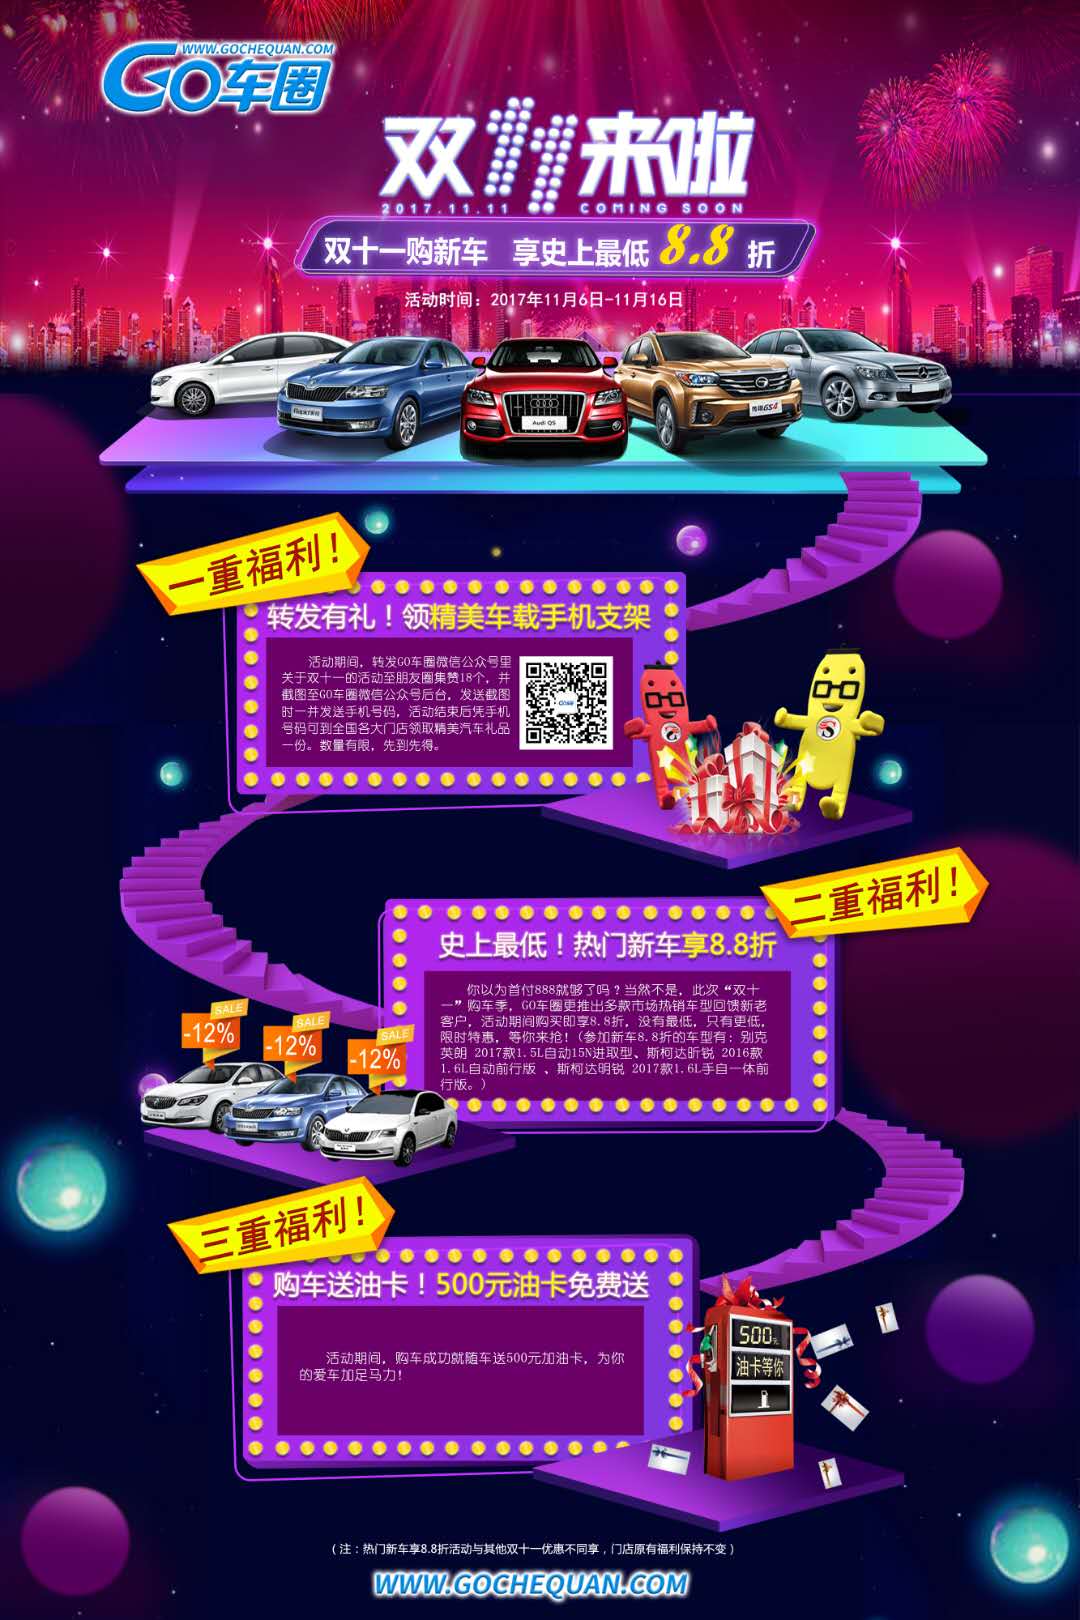 WWW.GOCHEQUAN.COM
GO车圈
双11来啦
2017.11.11 COMING SOON
双十一购新车 享史上最低8.8折
活动时间：2017年11月6日-11月16日
Audi Q5
传祺GS4
一重福利！
转发有礼！领精美车载手机支架
活动期间，转发GO车圈微信公众号里
关于双十一的活动至朋友圈集赞18个，并
截图至GO车圈微信公众号后台，发送截图
时一并发送手机号码，活动结束后凭手机
号码可到全国各大门店领取精美汽车礼品
一份。数量有限，先到先得。
二重福利！
史上最低！热门新车享8.8折
你以为首付888就够了吗？当然不是，此次“双十
一”购车季，GO车圈更推出多款市场热销车型回馈新老
客户，活动期间购买即享8.8折，没有最低，只有更低，
限时特惠，等你来抢！（参加新车8.8折的车型有：别克
英朗 2017款1.5L自动15N进取型、斯柯达昕锐 2016款
1.6L自动前行版 、斯柯达明锐 2017款1.6L手自一体前
行版。）
SALE
-12%
SALE
-12%
SALE
-12%
三重福利！
购车送油卡！500元油卡免费送
活动期间，购车成功就随车送500元加油卡，为你
的爱车加足马力！
500元
油卡等你
（注：热门新车享8.8折活动与其他双十一优惠不同享，门店原有福利保持不变）
WWW.GOCHEQUAN.COM